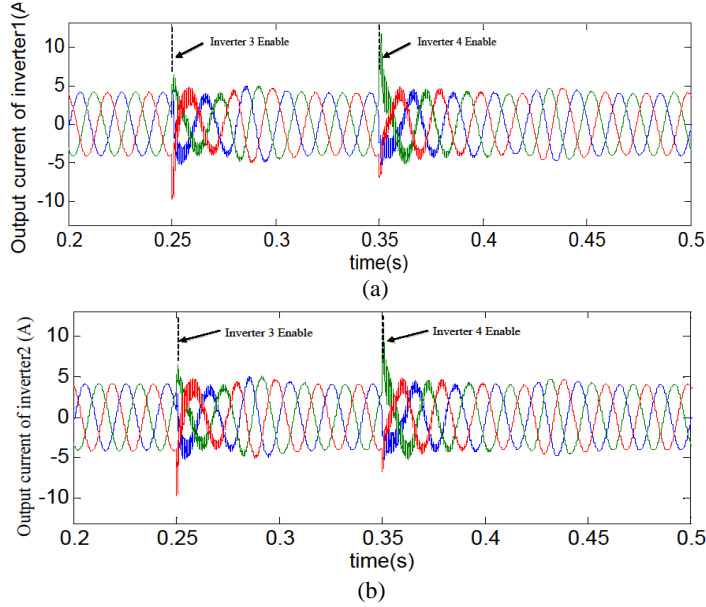 Output current of inverter1(A
10
5
0
-5
-10
Inverter 3 Enable
Inverter 4 Enable
0.2 0.25 0.3 0.35 0.4 0.45 0.5
time(s)
(a)
Output current of inverter2 (A)
10
5
0
-5
-10
Inverter 3 Enable
Inverter 4 Enable
0.2 0.25 0.3 0.35 0.4 0.45 0.5
time(s)
(b)